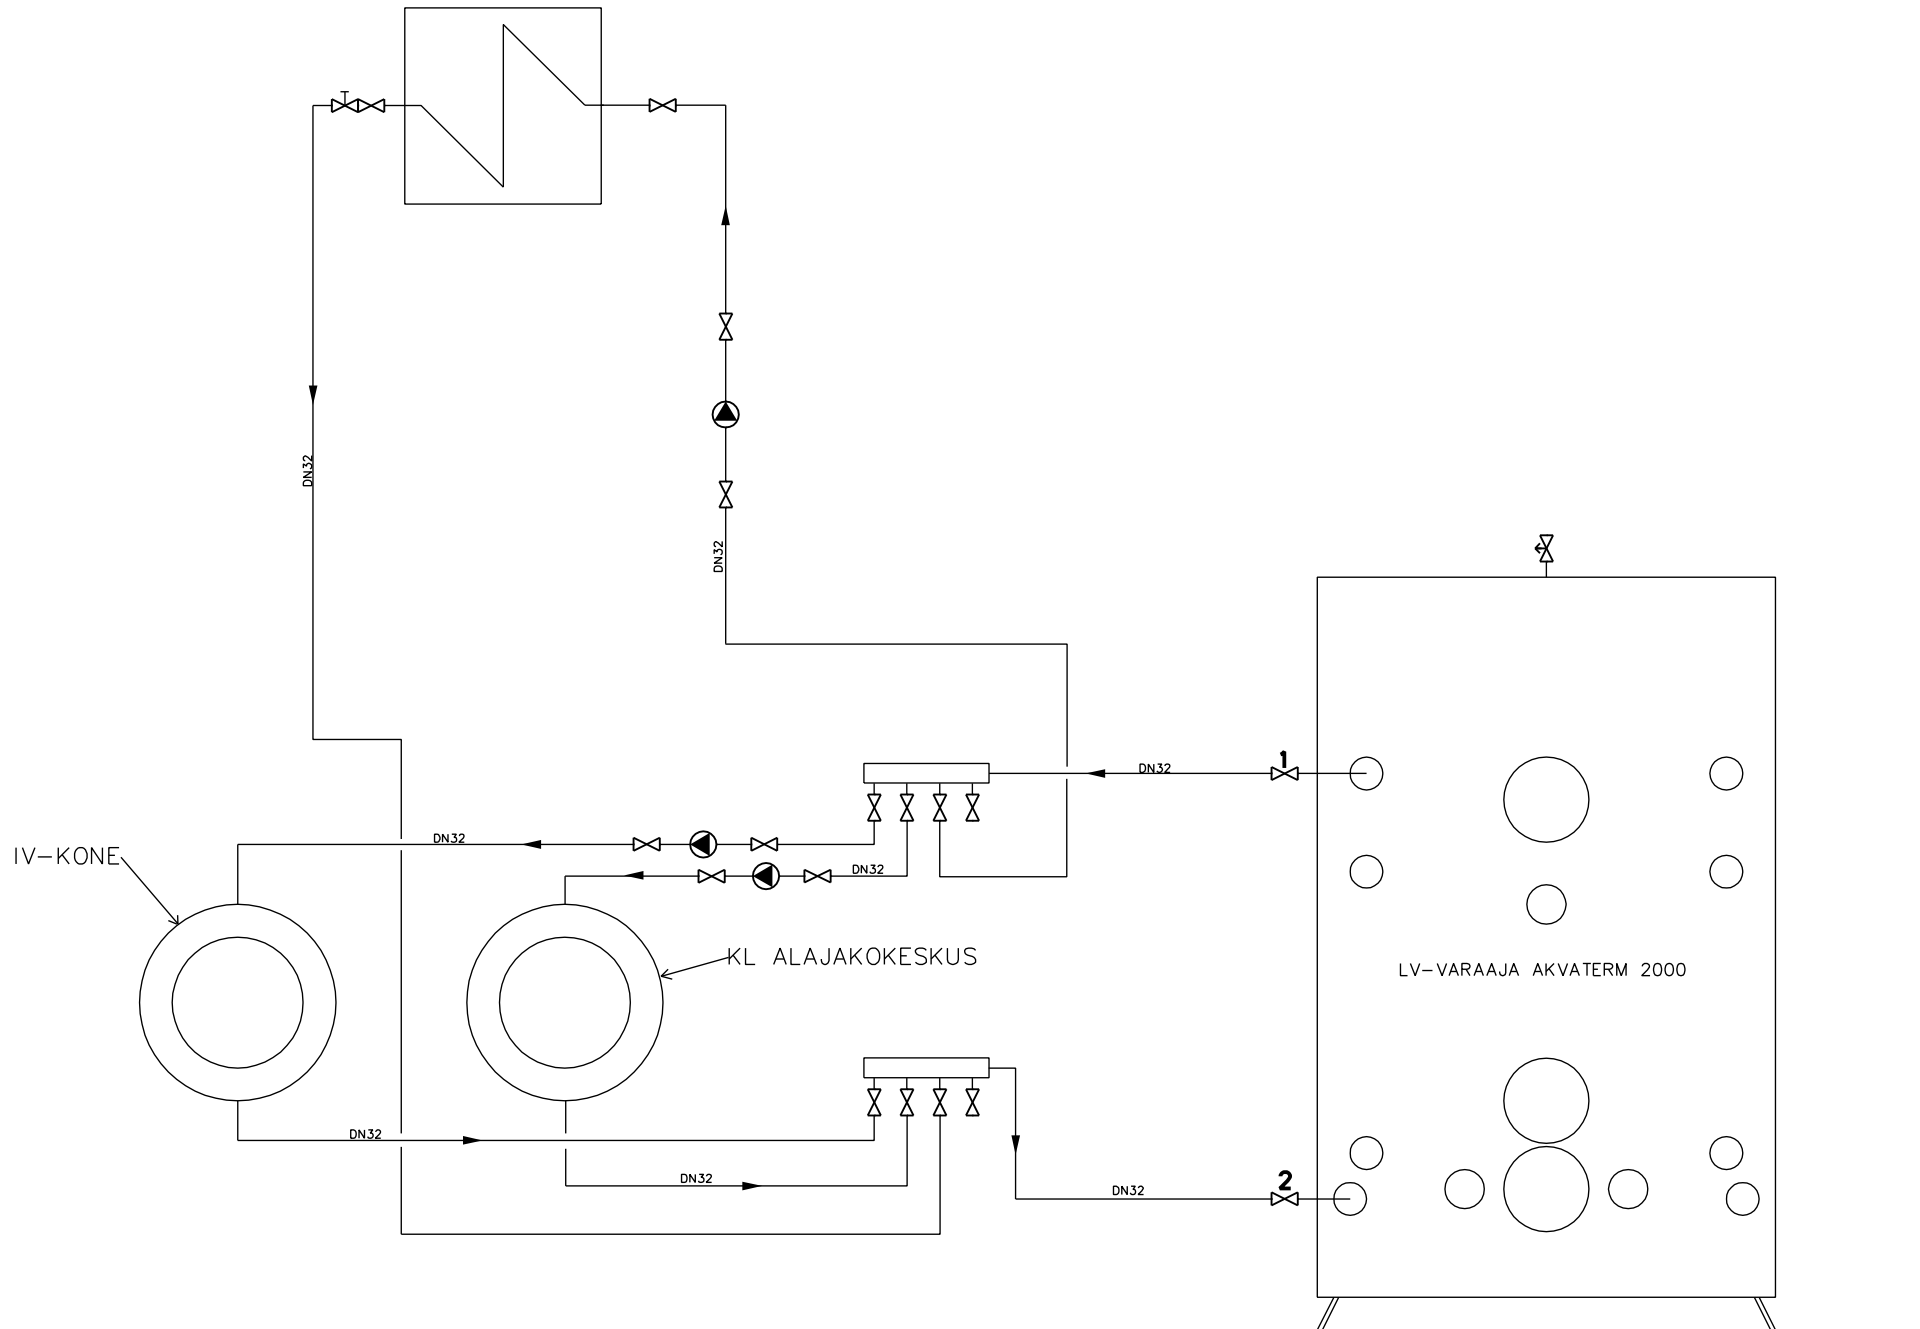 DN32
DN32
1
DN32
DN32
IV-KONE
DN32
KL ALAJAKOKESKUS
LV-VARAAJA AKVATERM 2000
DN32
DN32
2
DN32